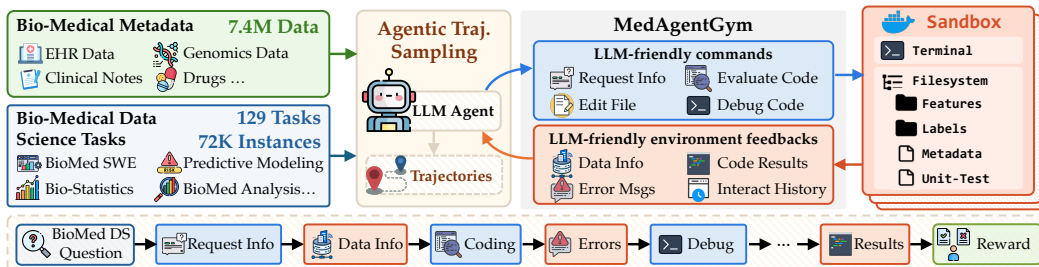 Bio-Medical Metadata 7.4M Data
EHR Data
Genomics Data
Clinical Notes
Drugs ...
Bio-Medical Data
Science Tasks
129 Tasks
72K Instances
BioMed SWE
Predictive Modeling
Bio-Statistics
BioMed Analysis...
RISK
Agentic Traj.
Sampling
LLM Agent
Trajectories
MedAgentGym
LLM-friendly commands
Request Info
Evaluate Code
Edit File
Debug Code
LLM-friendly environment feedbacks
Data Info
Code Results
Error Msgs
Interact History
Sandbox
Terminal
Filesystem
Features
Labels
Metadata
Unit-Test
BioMed DS
Question
Request Info
Data Info
Coding
Errors
Debug
...
Results
Reward